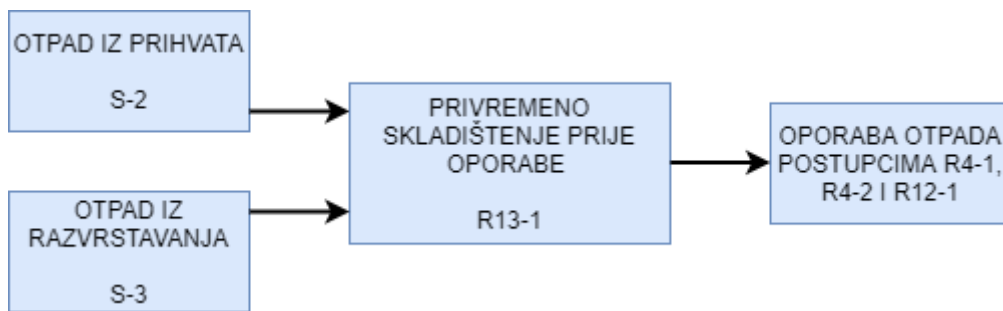 OTPAD IZ PRIHVATA
S-2
OTPAD IZ
RAZVRSTAVANJA
S-3
PRIVREMENO
SKLADIŠTENJE PRIJE
OPORABE
R13-1
OPORABA OTPADA
POSTUPCIMA R4-1,
R4-2 I R12-1